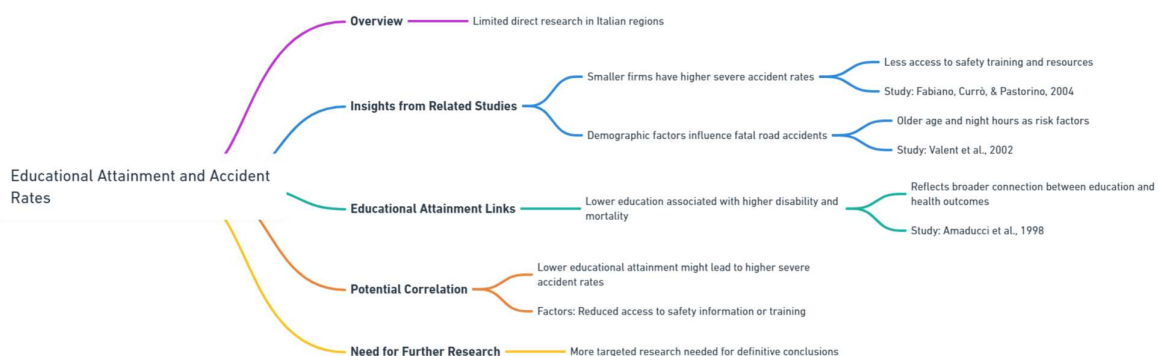 Overview
Limited direct research in Italian regions
Smaller firms have higher severe accident rates
Less access to safety training and resources
Study: Fabiano, Currò, & Pastorino, 2004
Insights from Related Studies
Demographic factors influence fatal road accidents
Older age and night hours as risk factors
Study: Valent et al., 2002
Educational Attainment and Accident
Rates
Educational Attainment Links
Lower education associated with higher disability and
mortality
Reflects broader connection between education and
health outcomes
Study: Amaducci et al., 1998
Potential Correlation
Lower educational attainment might lead to higher severe
accident rates
Factors: Reduced access to safety information or training
Need for Further Research
More targeted research needed for definitive conclusions